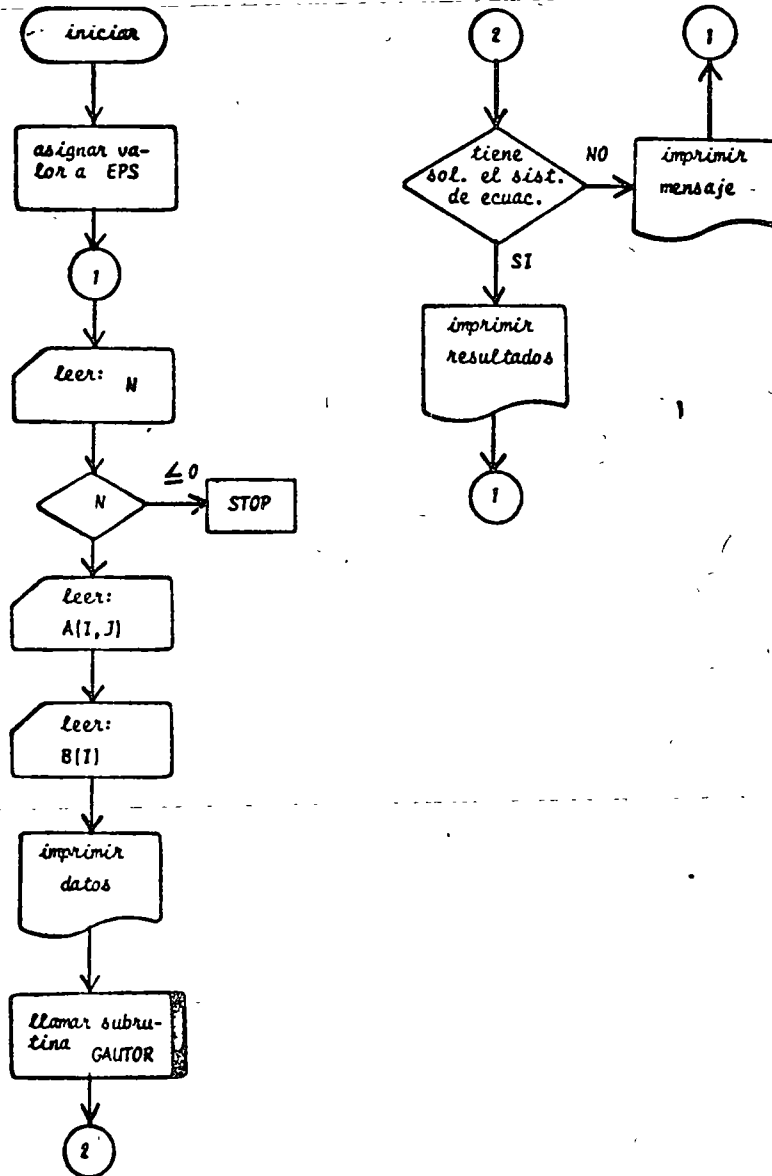 iniciar
asignar va-
lor a EPS
1
leer: N
N
≤ 0
STOP
leer:
A(I,J)
leer:
B(I)
imprimir
datos
llamar subru-
tina GAUTOR
2
2
tiene
sol. el sist.
de ecuac.
NO
imprimir
mensaje
1
SI
imprimir
resultados
1